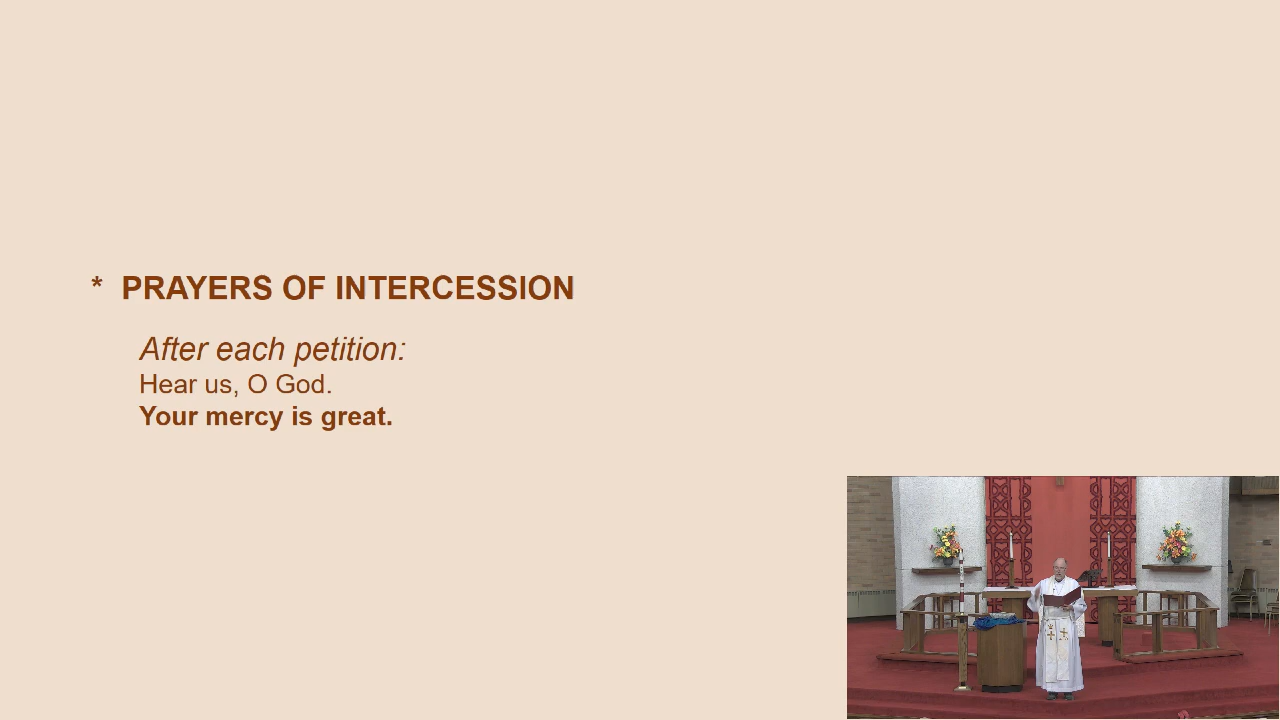 * PRAYERS OF INTERCESSION
After each petition:
Hear us, O God.
Your mercy is great.